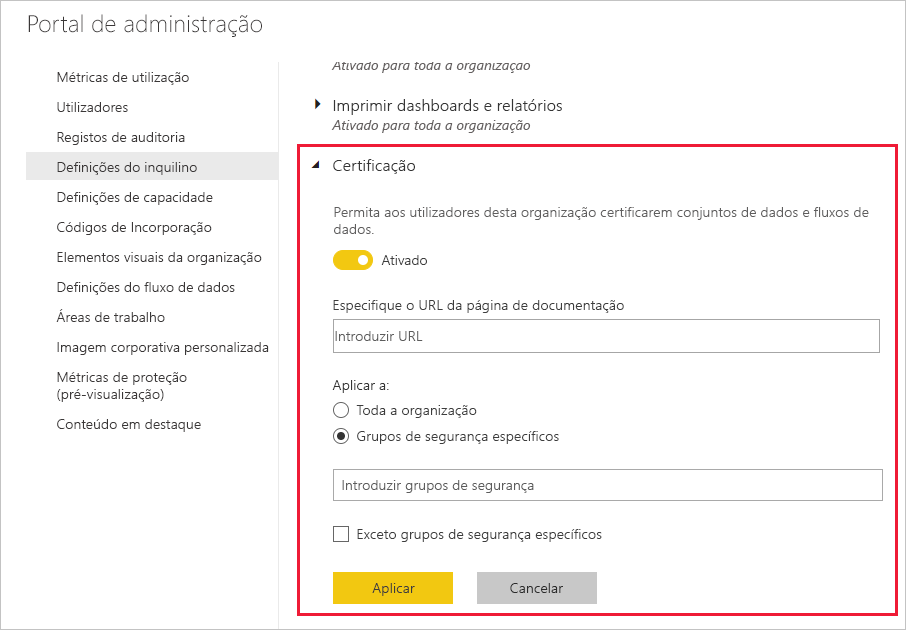 Portal de administração
Métricas de utilização
Utilizadores
Registos de auditoria
Definições do inquilino
Definições de capacidade
Códigos de Incorporação
Elementos visuais da organização
Definições do fluxo de dados
Áreas de trabalho
Imagem corporativa personalizada
Métricas de proteção
(pré-visualização)
Conteúdo em destaque
Ativado para toda a organização
Imprimir dashboards e relatórios
Ativado para toda a organização
Certificação
Permita aos utilizadores desta organização certificarem conjuntos de dados e fluxos de
dados.
Ativado
Especifique o URL da página de documentação
Introduzir URL
Aplicar a:
Toda a organização
Grupos de segurança específicos
Introduzir grupos de segurança
Exceto grupos de segurança específicos
Aplicar
Cancelar